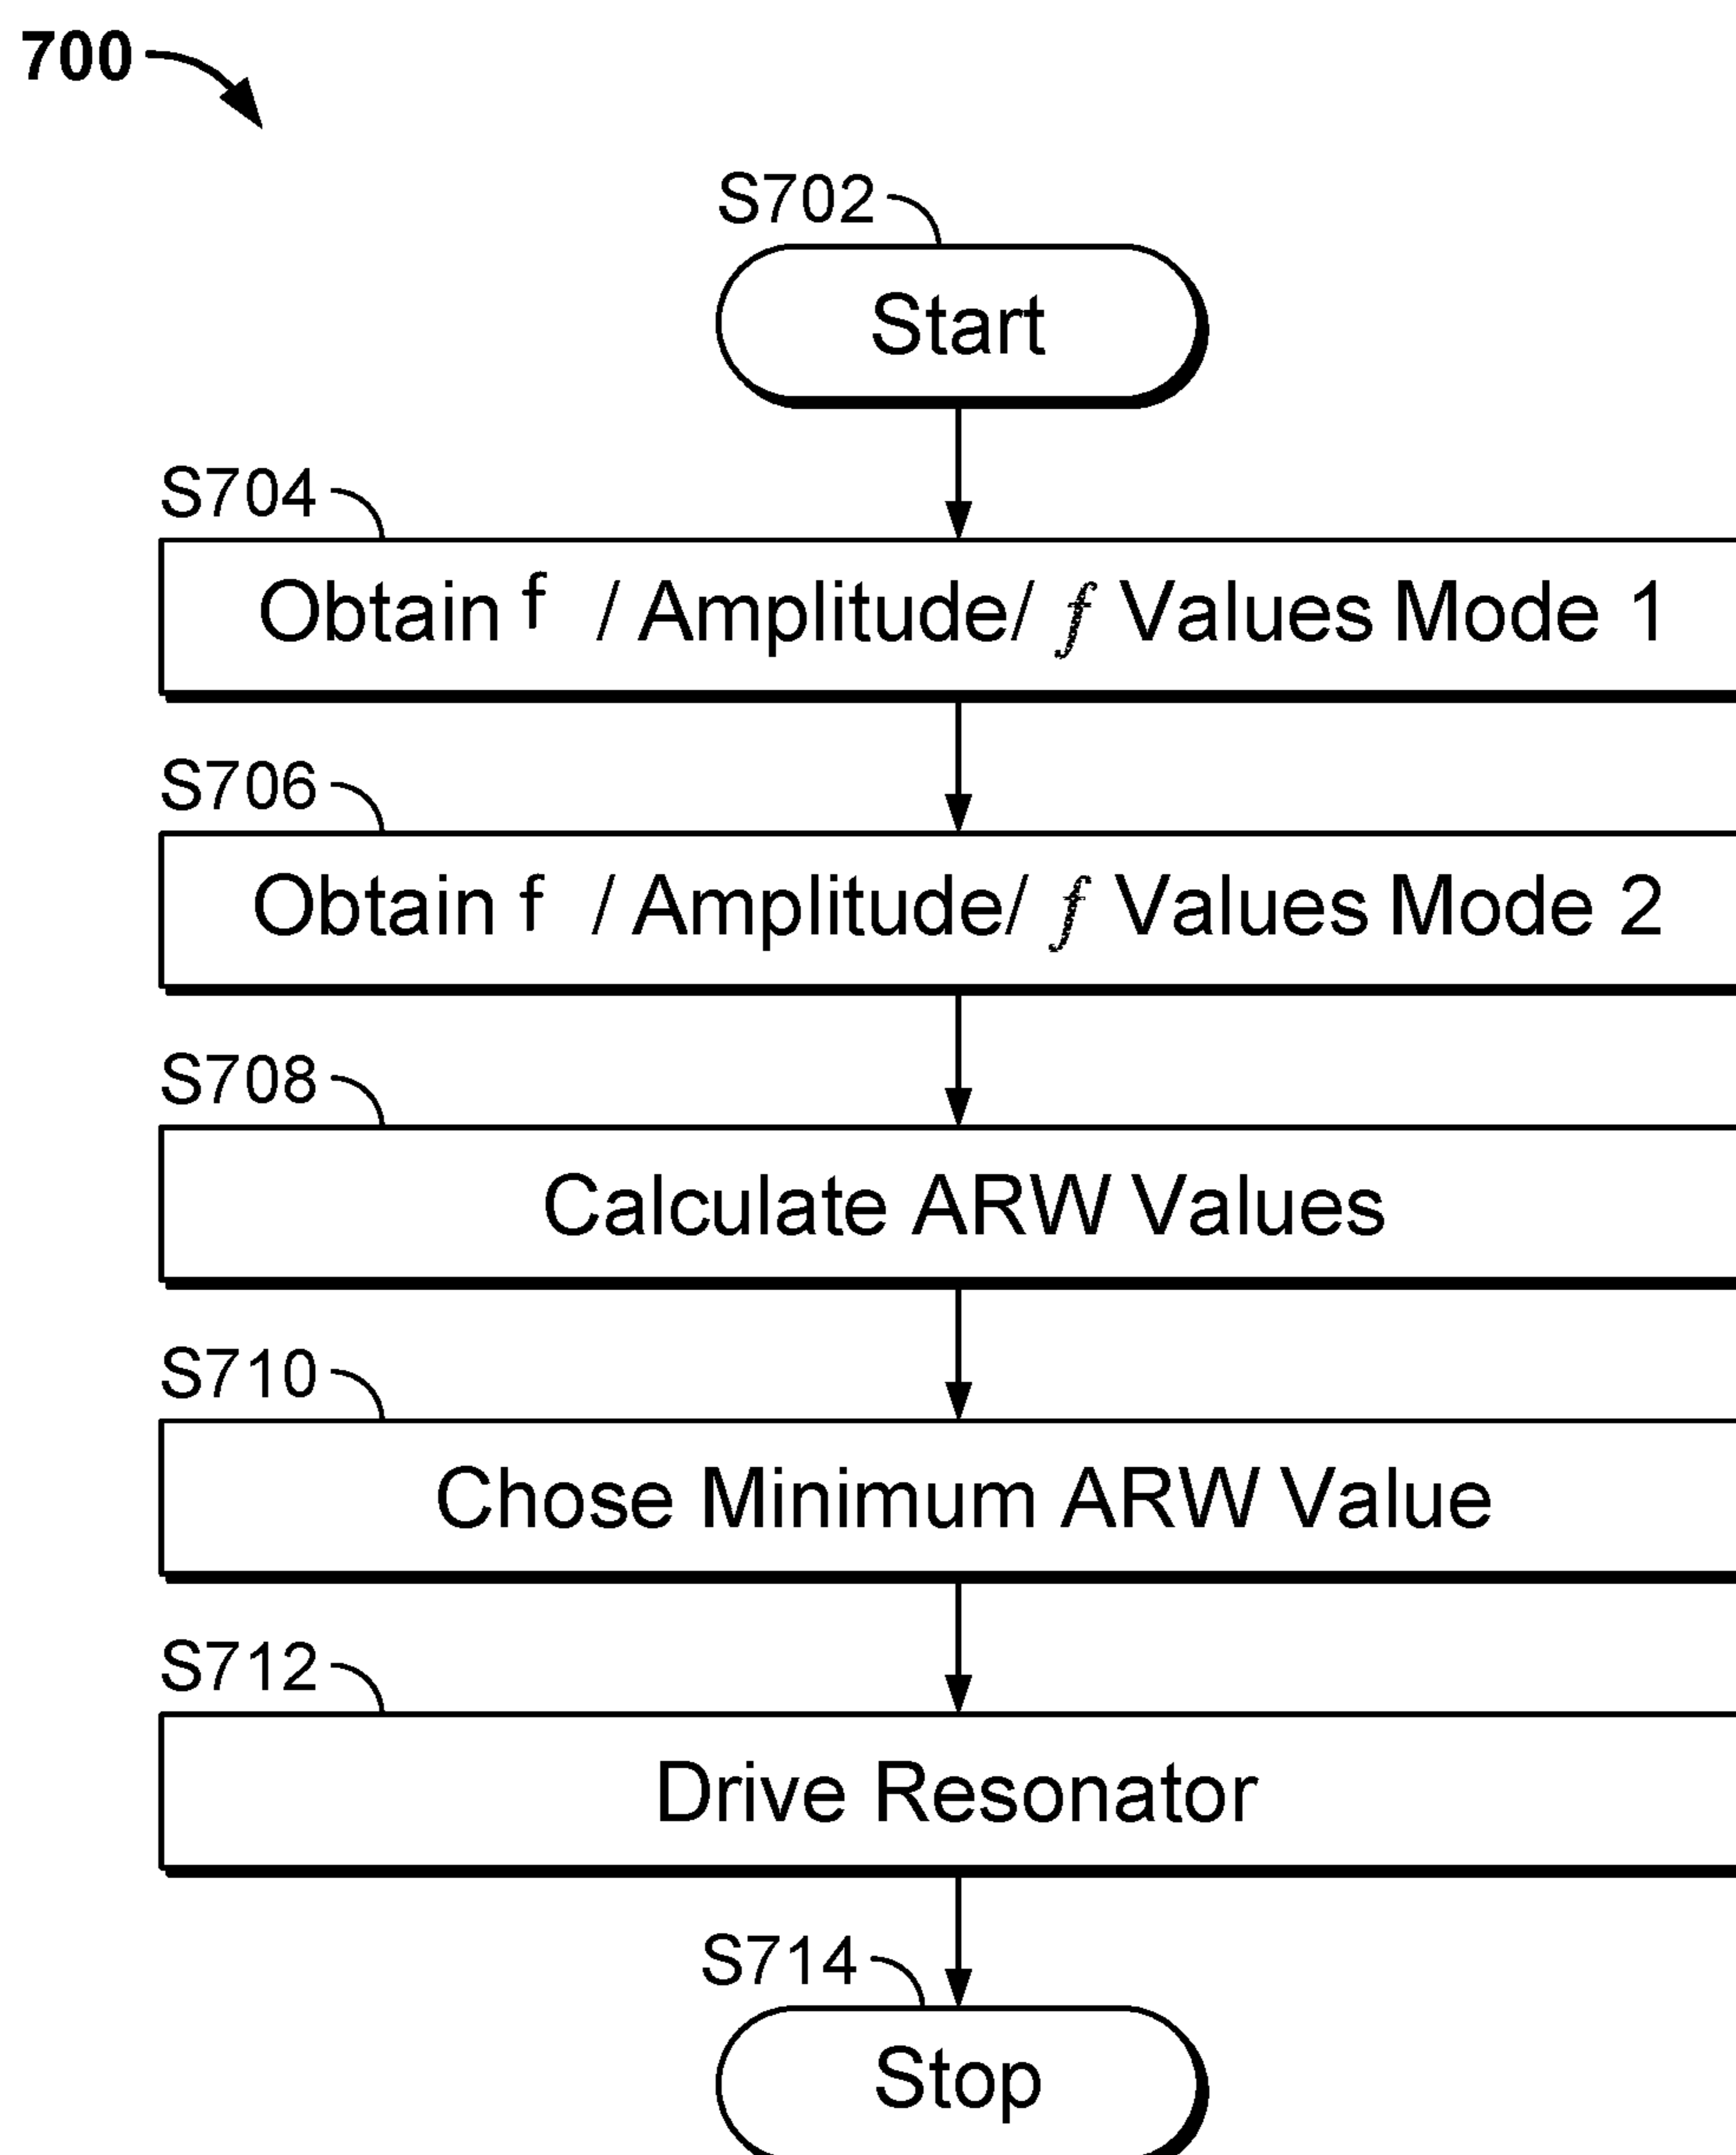 700
S702
Start
S704
Obtain f / Amplitude/ f Values Mode 1
S706
Obtain f / Amplitude/ f Values Mode 2
S708
Calculate ARW Values
S710
Chose Minimum ARW Value
S712
Drive Resonator
S714
Stop